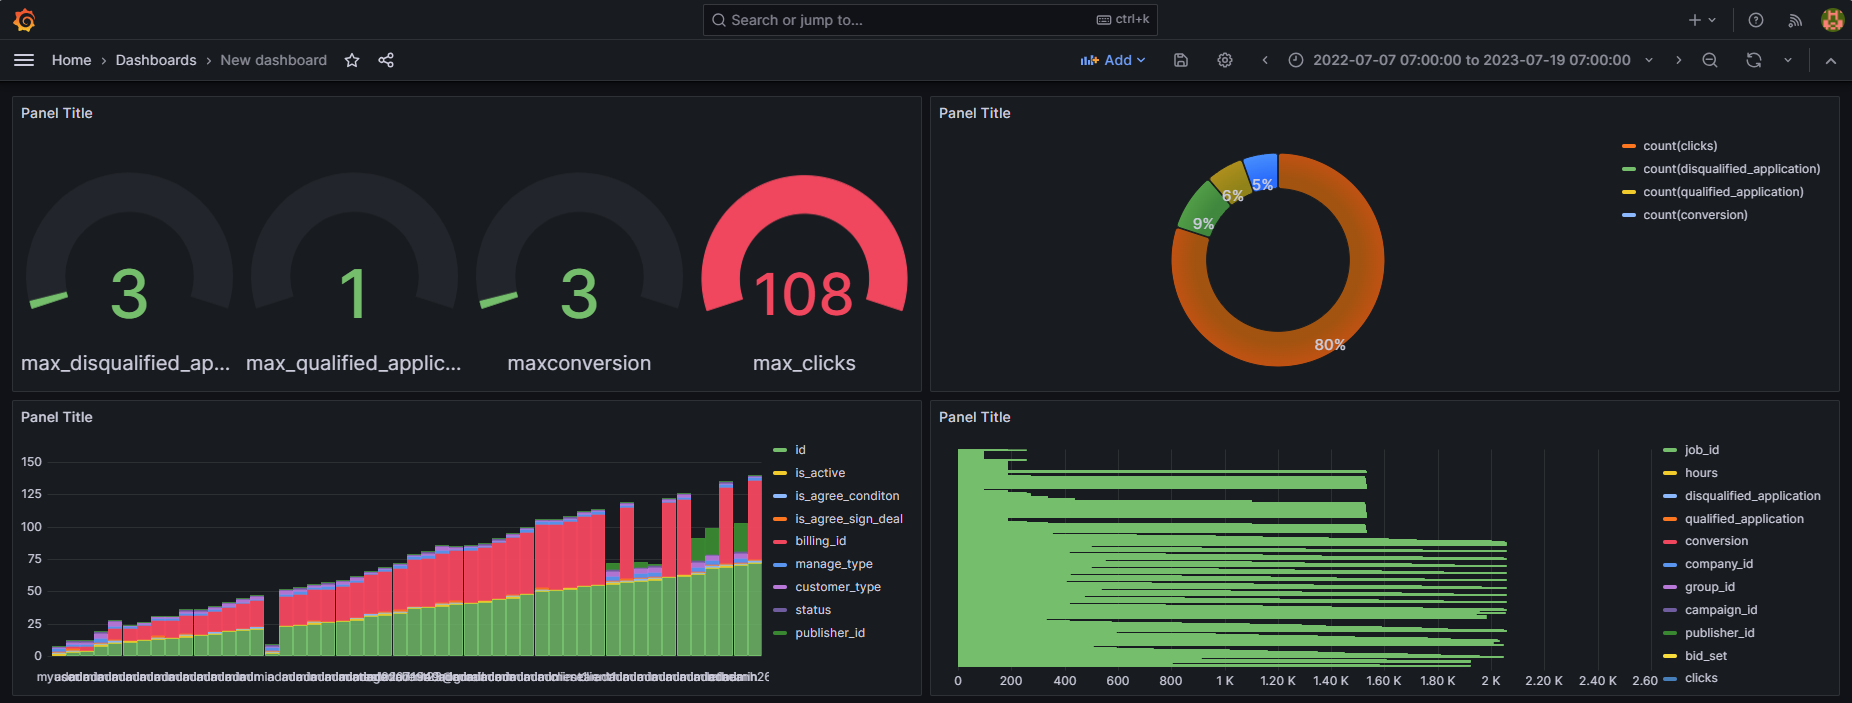 Search or jump to...
ctrl+k
Home › Dashboards › New dashboard
Add
2022-07-07 07:00:00 to 2023-07-19 07:00:00
Panel Title
3
1
3
108
max_disqualified_ap...
max_qualified_applic...
maxconversion
max_clicks
Panel Title
5%
6%
9%
80%
count(clicks)
count(disqualified_application)
count(qualified_application)
count(conversion)
Panel Title
150
125
100
75
50
25
0
id
is_active
is_agree_conditon
is_agree_sign_deal
billing_id
manage_type
customer_type
status
publisher_id
Panel Title
0
200
400
600
800
1 K
1.20 K
1.40 K
1.60 K
1.80 K
2 K
2.20 K
2.40 K
2.60
job_id
hours
disqualified_application
qualified_application
conversion
company_id
group_id
campaign_id
publisher_id
bid_set
clicks